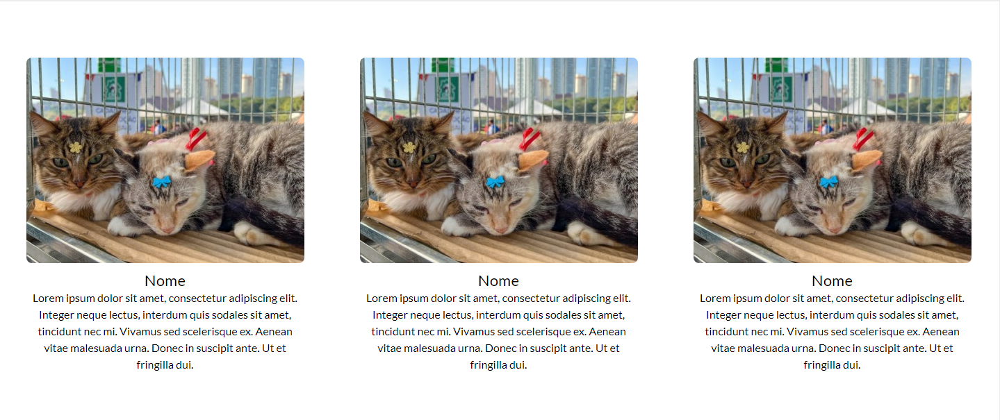 Nome
Lorem ipsum dolor sit amet, consectetur adipiscing elit.
Integer neque lectus, interdum quis sodales sit amet,
tincidunt nec mi. Vivamus sed scelerisque ex. Aenean
vitae malesuada urna. Donec in suscipit ante. Ut et
fringilla dui.
Nome
Lorem ipsum dolor sit amet, consectetur adipiscing elit.
Integer neque lectus, interdum quis sodales sit amet,
tincidunt nec mi. Vivamus sed scelerisque ex. Aenean
vitae malesuada urna. Donec in suscipit ante. Ut et
fringilla dui.
Nome
Lorem ipsum dolor sit amet, consectetur adipiscing elit.
Integer neque lectus, interdum quis sodales sit amet,
tincidunt nec mi. Vivamus sed scelerisque ex. Aenean
vitae malesuada urna. Donec in suscipit ante. Ut et
fringilla dui.